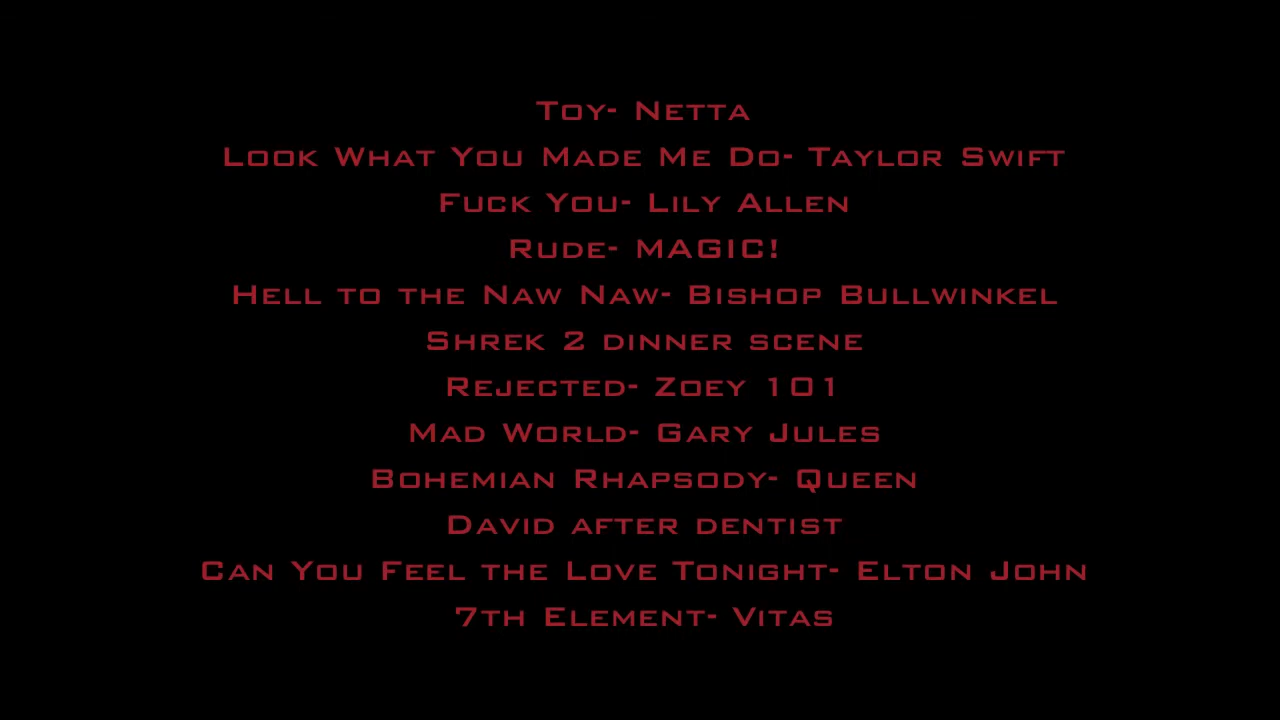 Toy- Netta
Look What You Made Me Do- Taylor Swift
Fuck You- Lily Allen
Rude- MAGIC!
Hell to the Naw Naw- Bishop Bullwinkel
Shrek 2 dinner scene
Rejected- Zoey 101
Mad World- Gary Jules
Bohemian Rhapsody- Queen
David after dentist
Can You Feel the Love Tonight- Elton John
7th Element- Vitas